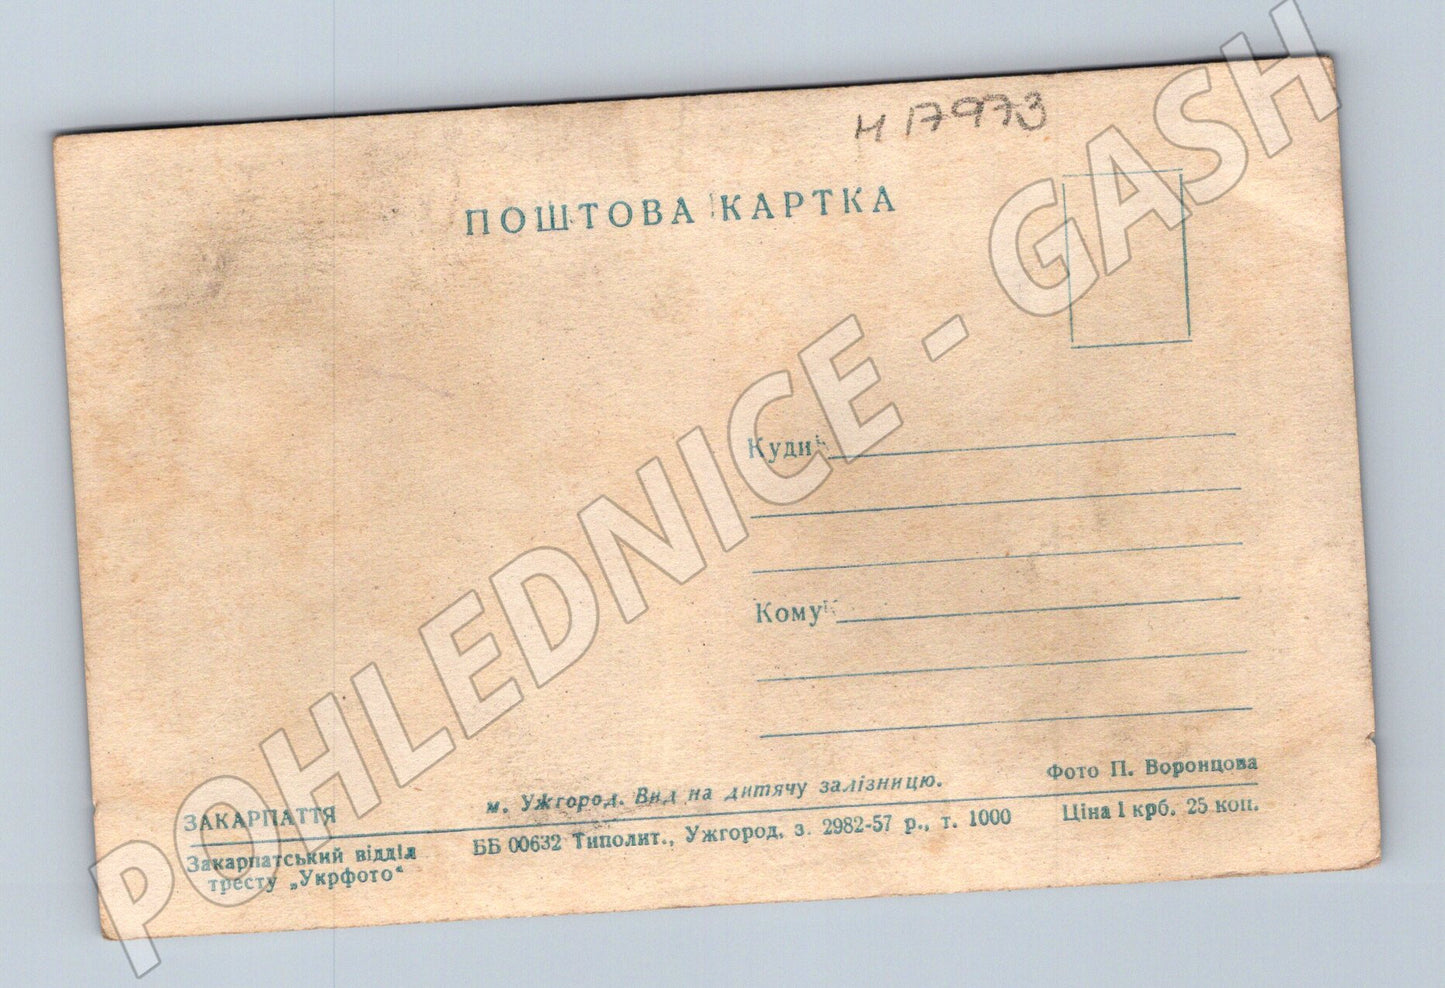 И 17973
ПОШТОВА КАРТКА
Куди
Кому
ЗАКАРПАТТЯ
м. Ужгород. Вид на дитячу залізницю.
Фото П. Воронцова
Закарпатський відділ
тресту „Укрфото“
ББ 00632 Типолит., Ужгород, з. 2982-57 р., т. 1000
Ціна 1 крб. 25 коп.
POHLEDNICE - GASH